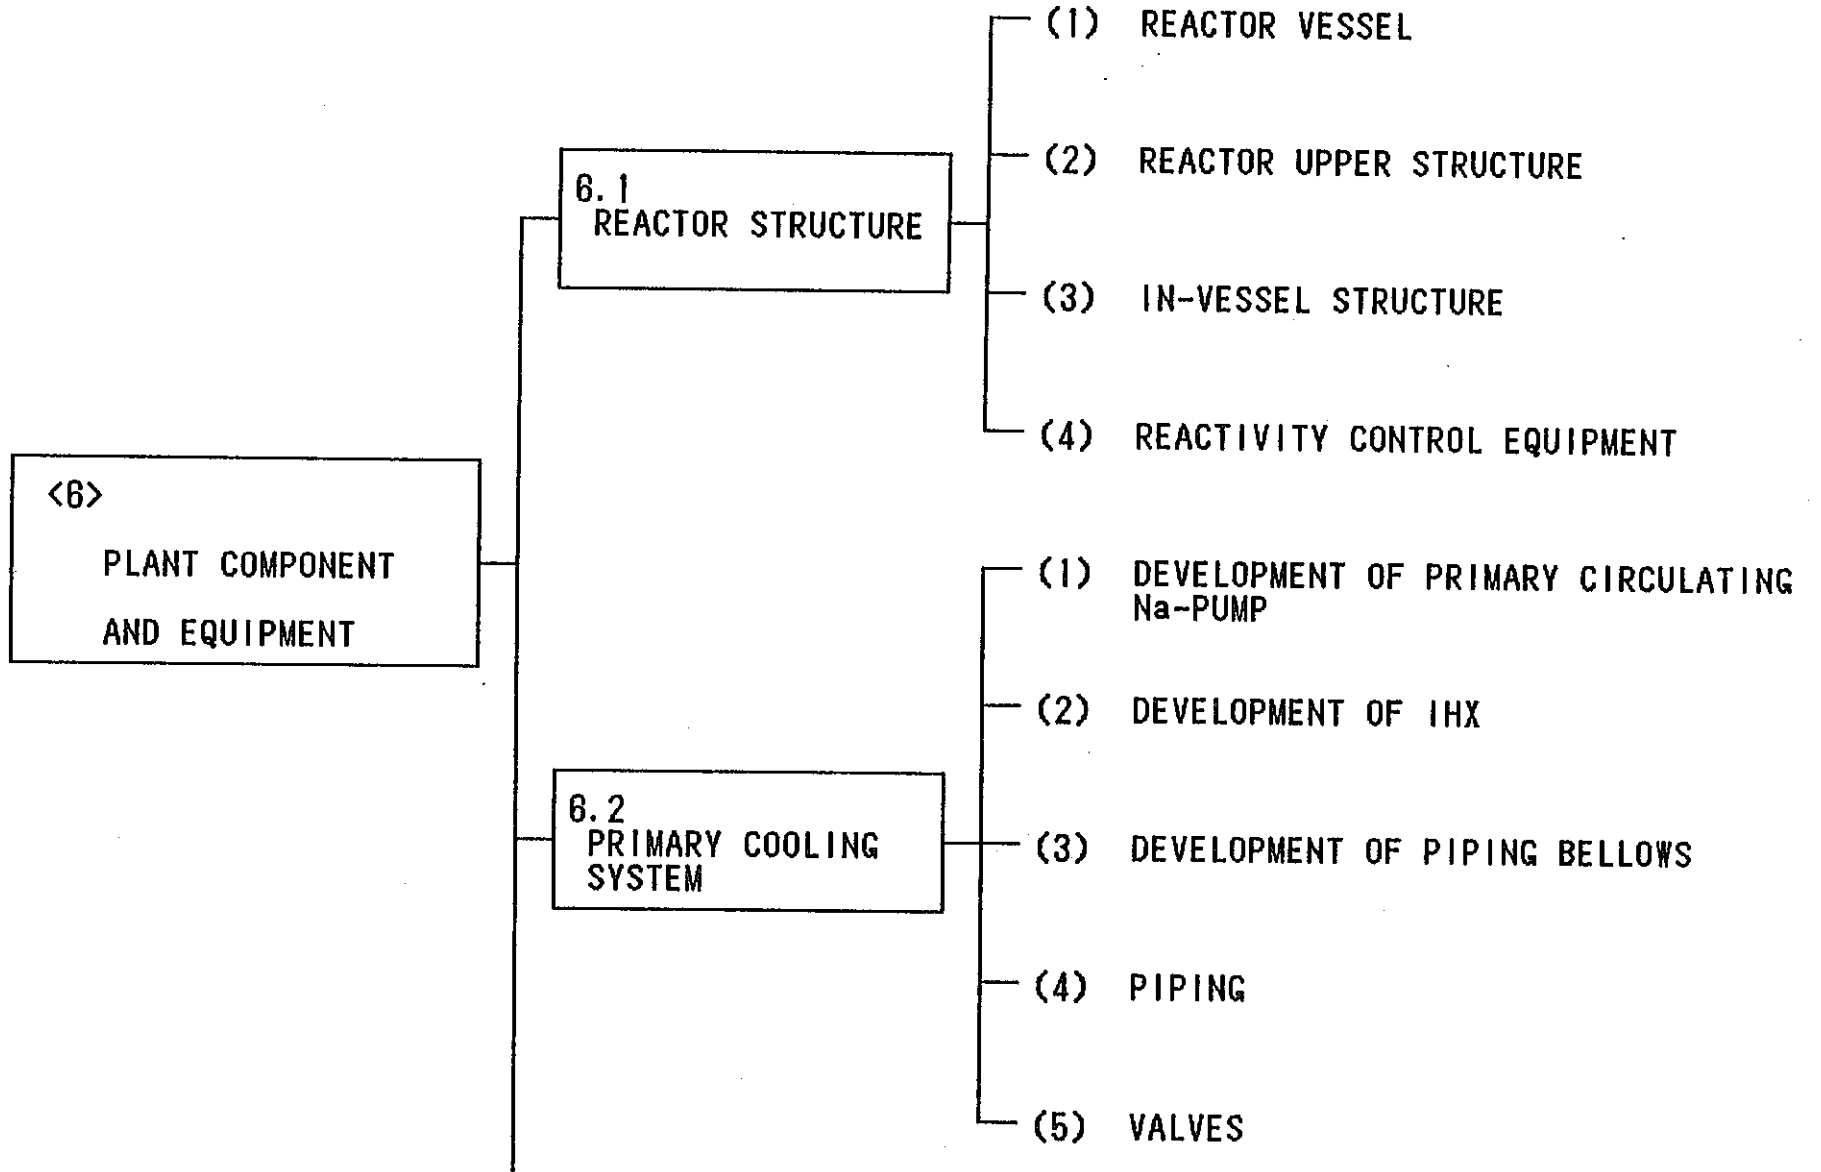 (1) REACTOR VESSEL
(2) REACTOR UPPER STRUCTURE
6.1
REACTOR STRUCTURE
(3) IN-VESSEL STRUCTURE
(4) REACTIVITY CONTROL EQUIPMENT
<6>
PLANT COMPONENT
AND EQUIPMENT
(1) DEVELOPMENT OF PRIMARY CIRCULATING
Na-PUMP
(2) DEVELOPMENT OF IHX
6.2
PRIMARY COOLING
SYSTEM
(3) DEVELOPMENT OF PIPING BELLOWS
(4) PIPING
(5) VALVES